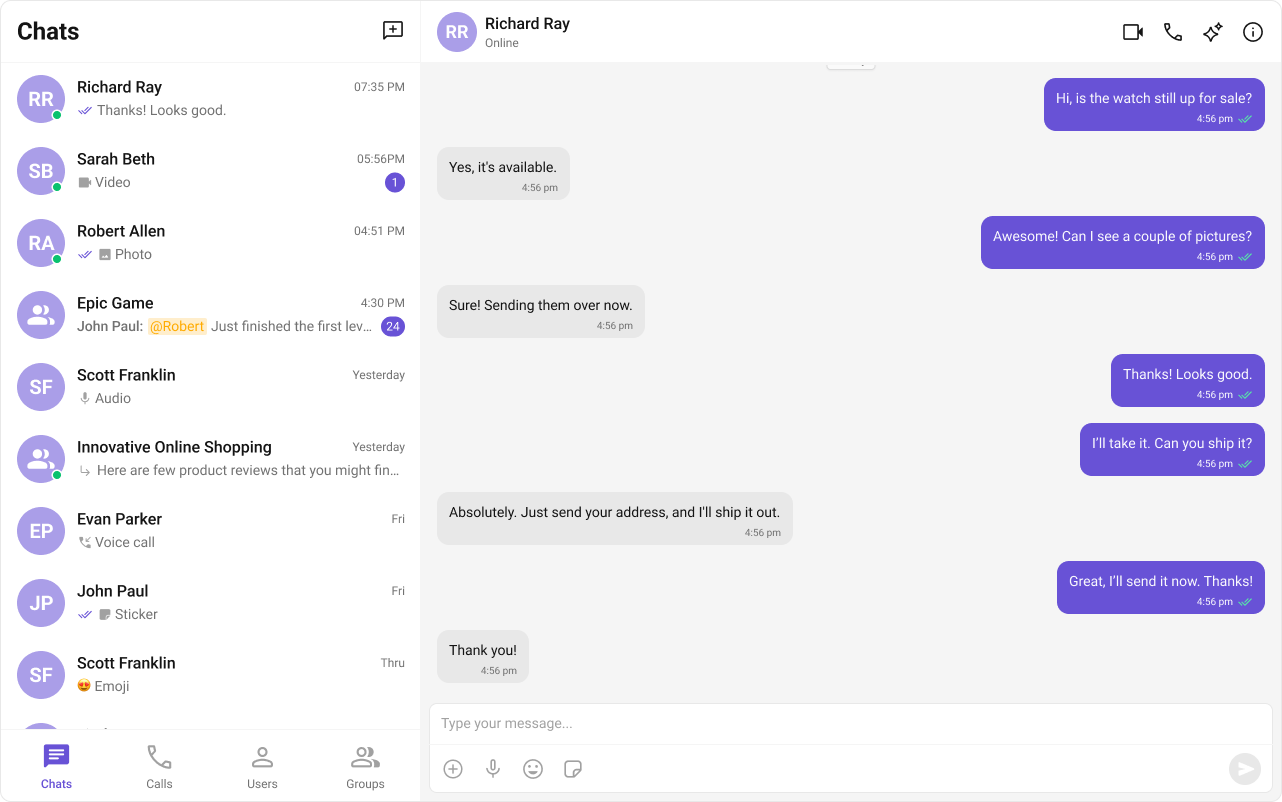 Chats
RR
Richard Ray
07:35 PM
Thanks! Looks good.
SB
Sarah Beth
05:56PM
Video
1
RA
Robert Allen
04:51 PM
Photo
Epic Game
4:30 PM
John Paul: @Robert Just finished the first lev...
24
SF
Scott Franklin
Yesterday
Audio
Innovative Online Shopping
Yesterday
Here are few product reviews that you might fin...
EP
Evan Parker
Fri
Voice call
JP
John Paul
Fri
Sticker
SF
Scott Franklin
Thru
Emoji
Chats
Calls
Users
Groups
RR
Richard Ray
Online
Hi, is the watch still up for sale?
4:56 pm
Yes, it's available.
4:56 pm
Awesome! Can I see a couple of pictures?
4:56 pm
Sure! Sending them over now.
4:56 pm
Thanks! Looks good.
4:56 pm
I'll take it. Can you ship it?
4:56 pm
Absolutely. Just send your address, and I'll ship it out.
4:56 pm
Great, I'll send it now. Thanks!
4:56 pm
Thank you!
4:56 pm
Type your message...